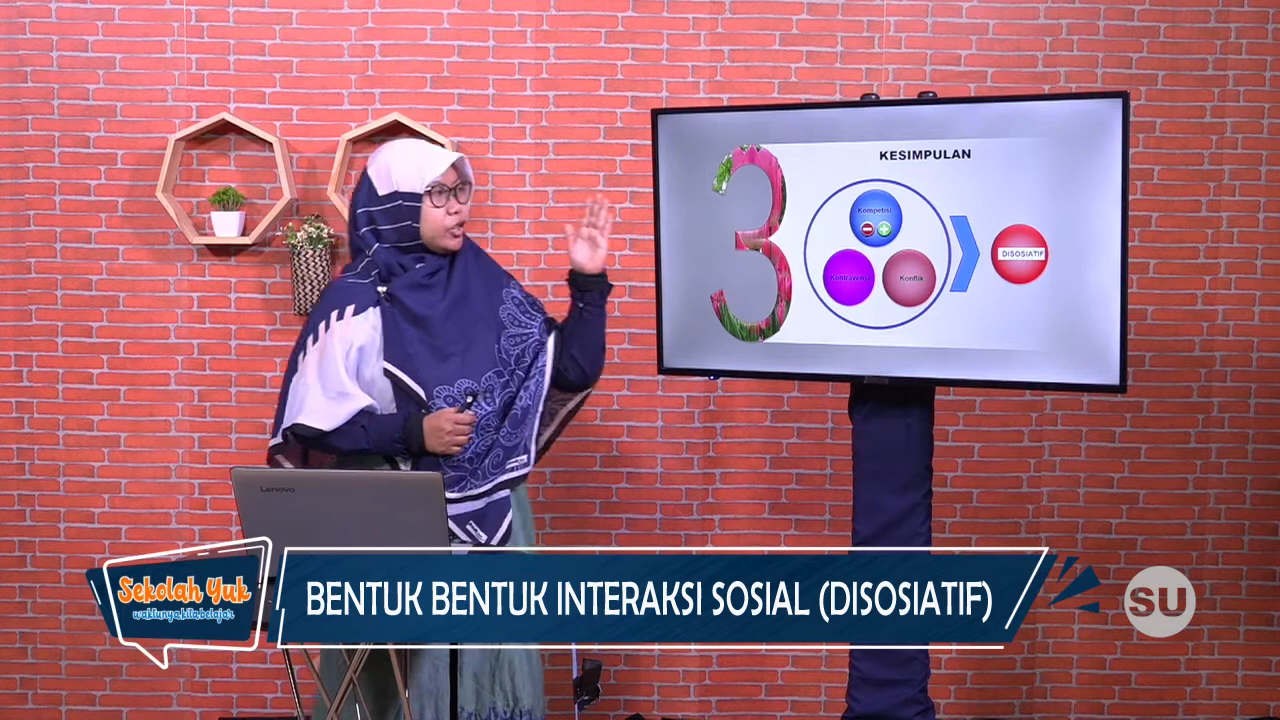 KESIMPULAN
3
Kompetisi
Kontravensi
Konflik
DISOSIATIF
Lenovo
Sekolah Yuk
waktunya kita belajar
BENTUK BENTUK INTERAKSI SOSIAL (DISOSIATIF)
SU